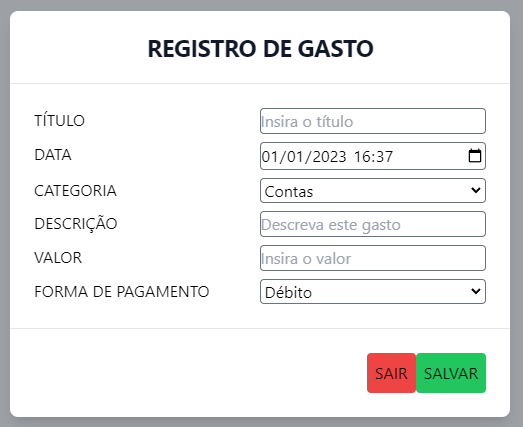 REGISTRO DE GASTO
TÍTULO Insira o título
DATA 01/01/2023 16:37
CATEGORIA Contas
DESCRIÇÃO Descreva este gasto
VALOR Insira o valor
FORMA DE PAGAMENTO Débito
SAIR SALVAR